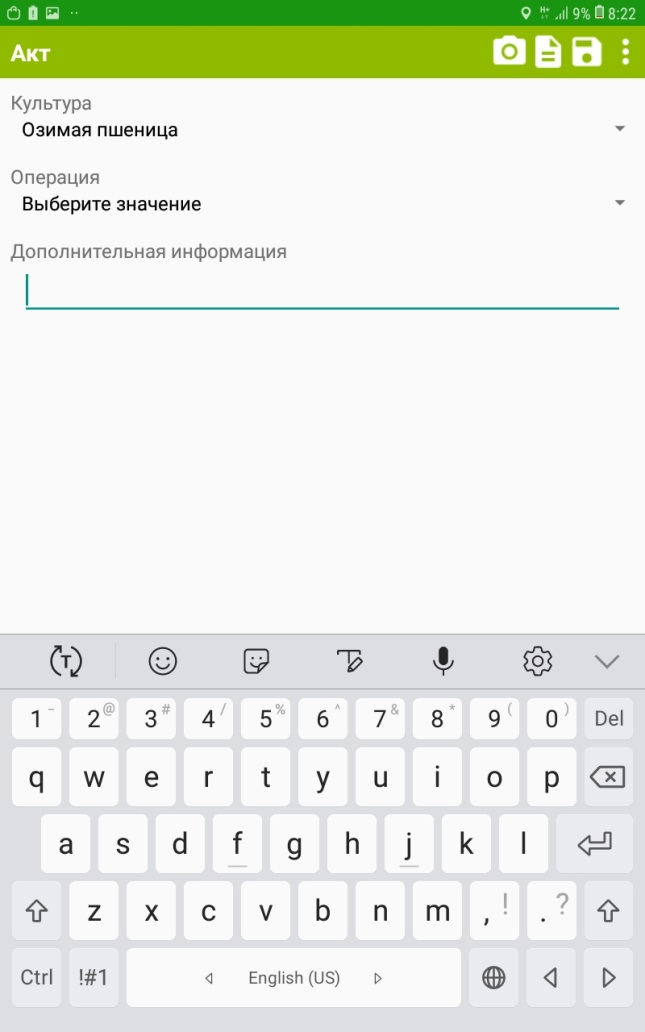 9% 8:22
Акт
Культура
Озимая пшеница
Операция
Выберите значение
Дополнительная информация
1 - 2 @ 3 # 4 / 5 % 6 ^ 7 & 8 * 9 ( 0 ) Del
q w e r t y u i o p
a s d f g h j k l
z x c v b n m , ! . ?
Ctrl !#1 English (US)